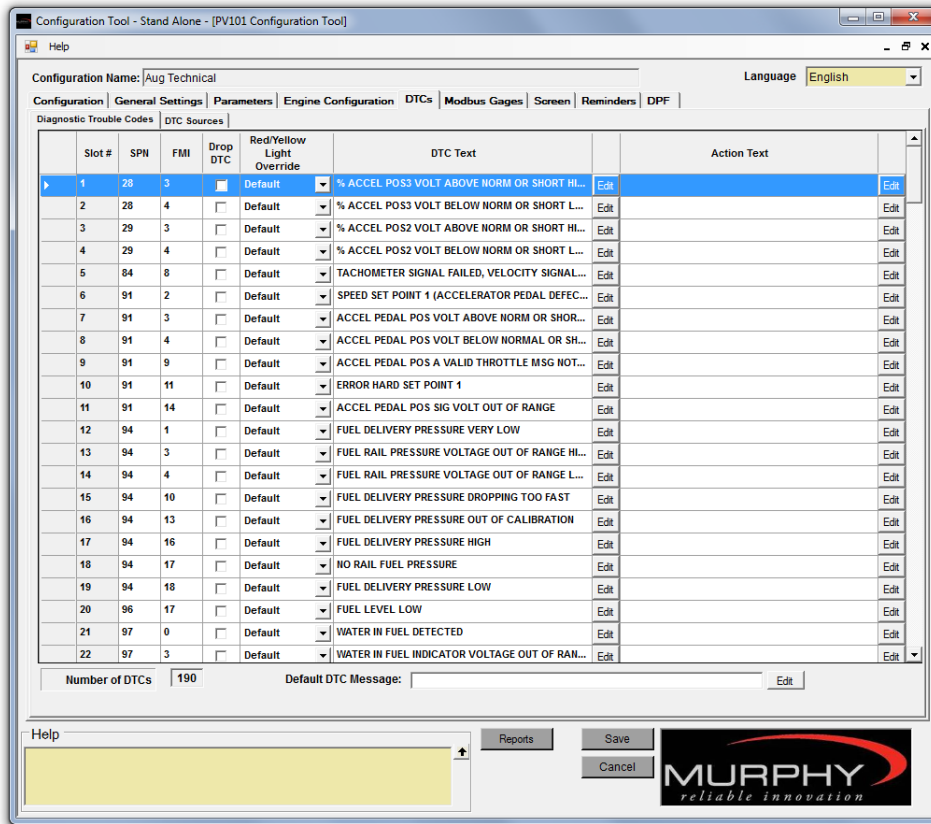 Configuration Tool - Stand Alone - [PV101 Configuration Tool]
Help
Configuration Name: Aug Technical
Language English
Configuration General Settings Parameters Engine Configuration DTCs Modbus Gages Screen Reminders DPF
Diagnostic Trouble Codes DTC Sources
Slot # SPN FMI Drop DTC Red/Yellow Light Override DTC Text Action Text
1 28 3 Default % ACCEL POS3 VOLT ABOVE NORM OR SHORT HI... Edit Edit
2 28 4 Default % ACCEL POS3 VOLT BELOW NORM OR SHORT L... Edit Edit
3 29 3 Default % ACCEL POS2 VOLT ABOVE NORM OR SHORT HI... Edit Edit
4 29 4 Default % ACCEL POS2 VOLT BELOW NORM OR SHORT L... Edit Edit
5 84 8 Default TACHOMETER SIGNAL FAILED, VELOCITY SIGNAL... Edit Edit
6 91 2 Default SPEED SET POINT 1 (ACCELERATOR PEDAL DEFEC... Edit Edit
7 91 3 Default ACCEL PEDAL POS VOLT ABOVE NORM OR SHOR... Edit Edit
8 91 4 Default ACCEL PEDAL POS VOLT BELOW NORMAL OR SH... Edit Edit
9 91 9 Default ACCEL PEDAL POS A VALID THROTTLE MSG NOT... Edit Edit
10 91 11 Default ERROR HARD SET POINT 1 Edit Edit
11 91 14 Default ACCEL PEDAL POS SIG VOLT OUT OF RANGE Edit Edit
12 94 1 Default FUEL DELIVERY PRESSURE VERY LOW Edit Edit
13 94 3 Default FUEL RAIL PRESSURE VOLTAGE OUT OF RANGE HI... Edit Edit
14 94 4 Default FUEL RAIL PRESSURE VOLTAGE OUT OF RANGE L... Edit Edit
15 94 10 Default FUEL DELIVERY PRESSURE DROPPING TOO FAST Edit Edit
16 94 13 Default FUEL DELIVERY PRESSURE OUT OF CALIBRATION Edit Edit
17 94 16 Default FUEL DELIVERY PRESSURE HIGH Edit Edit
18 94 17 Default NO RAIL FUEL PRESSURE Edit Edit
19 94 18 Default FUEL DELIVERY PRESSURE LOW Edit Edit
20 96 17 Default FUEL LEVEL LOW Edit Edit
21 97 0 Default WATER IN FUEL DETECTED Edit Edit
22 97 3 Default WATER IN FUEL INDICATOR VOLTAGE OUT OF RAN... Edit Edit
Number of DTCs 190 Default DTC Message: Edit
Help
Reports Save
Cancel
MURPHY
reliable innovation